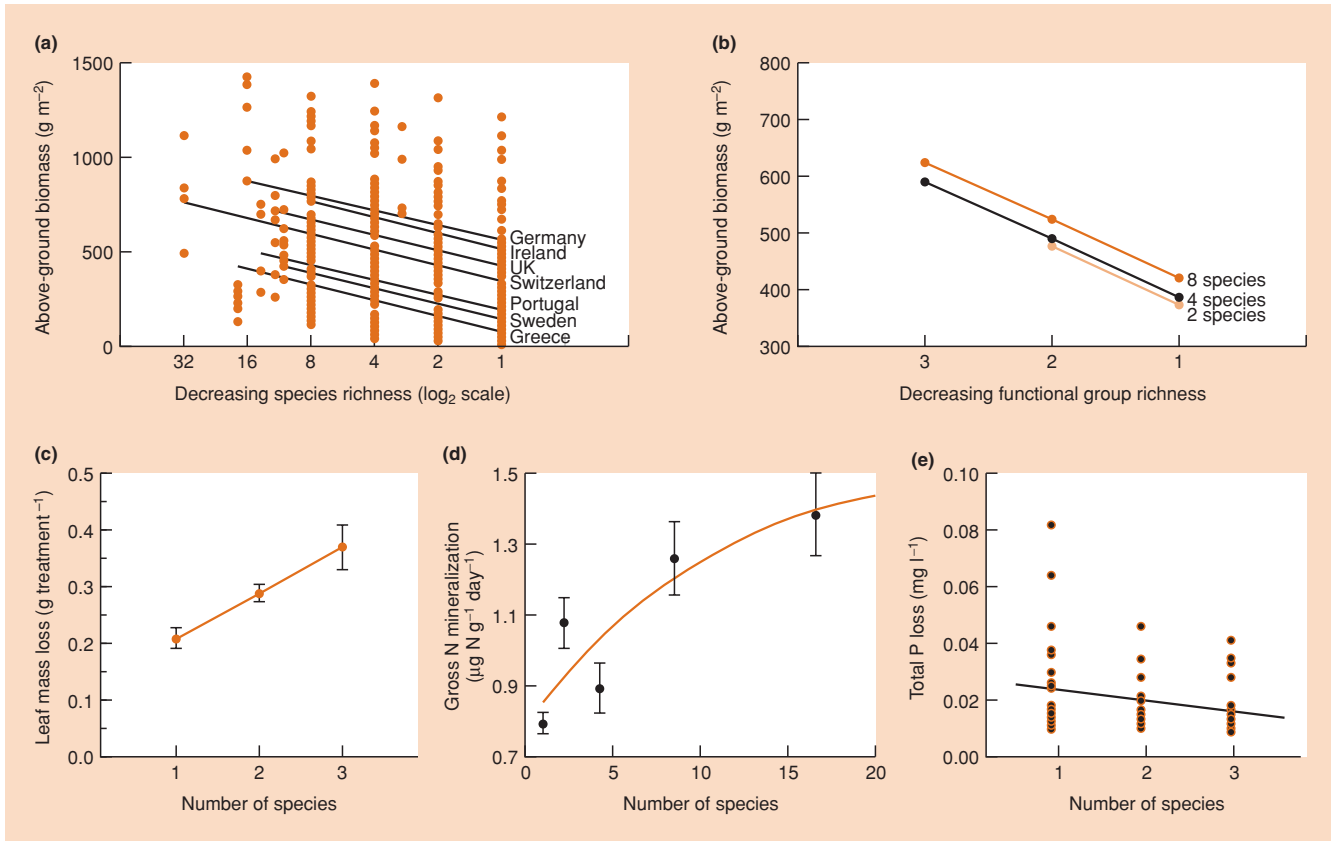 (a)
1500
1000
500
0
Above-ground biomass (g m⁻²)
Germany
Ireland
UK
Switzerland
Portugal
Sweden
Greece
32
16
8
4
2
1
Decreasing species richness (log₂ scale)
(b)
800
700
600
500
400
300
Above-ground biomass (g m⁻²)
8 species
4 species
2 species
3
2
1
Decreasing functional group richness
(c)
0.5
0.4
0.3
0.2
0.1
0.0
Leaf mass loss (g treatment⁻¹)
1
2
3
Number of species
(d)
1.5
1.3
1.1
0.9
0.7
Gross N mineralization
(μg N g⁻¹ day⁻¹)
0
5
10
15
20
Number of species
(e)
0.10
0.08
0.06
0.04
0.02
0.00
Total P loss (mg l⁻¹)
1
2
3
Number of species